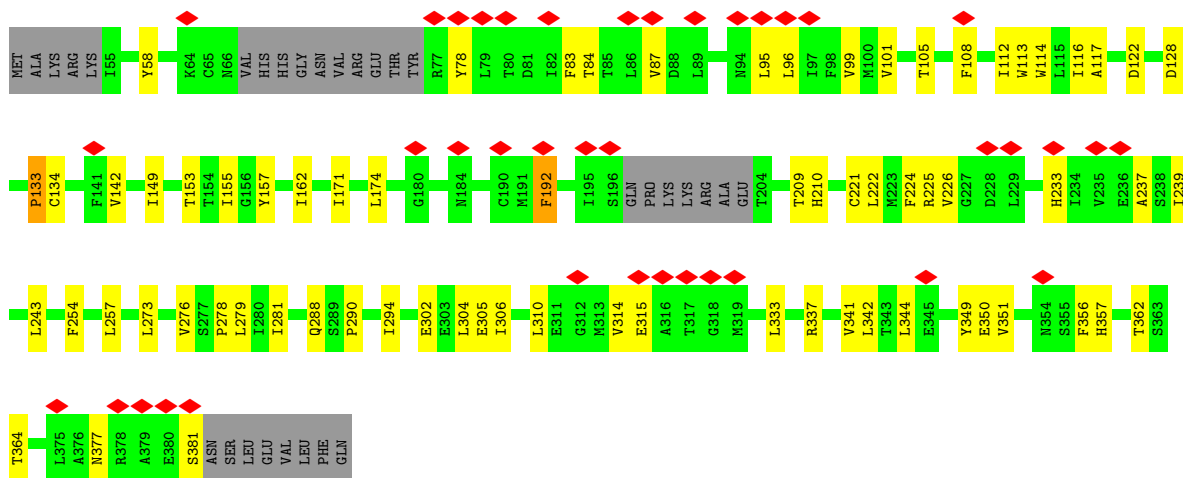 MET ALA LYS ARG LYS I55 Y58 K64 C65 N66 VAL HIS HIS GLY ASN VAL ARG GLU THR TYR R77 Y78 L79 T80 D81 I82 F83 T84 T85 L86 V87 D88 L89 N94 L95 L96 I97 F98 V99 M100 V101 T105 F108 I112 W113 W114 L115 I116 A117 D122 D128
P133 C134 F141 V142 I149 T153 T154 I155 G156 Y157 I162 I171 L174 G180 N184 C190 M191 F192 I195 S196 GLN PRO LYS LYS ARG ALA GLU T204 T209 H210 C221 L222 M223 F224 R225 V226 G227 D228 L229 H233 I234 V235 E236 A237 S238 I239
L243 F254 L257 L273 V276 S277 P278 L279 I280 I281 Q288 S289 P290 I294 E302 E303 L304 E305 I306 L310 E311 G312 M313 V314 E315 A316 T317 G318 M319 L333 R337 V341 L342 T343 L344 E345 Y349 E350 V351 N354 S355 F356 H357 T362 S363
T364 L375 A376 N377 R378 A379 E380 S381 ASN SER LEU GLU VAL LEU PHE GLN